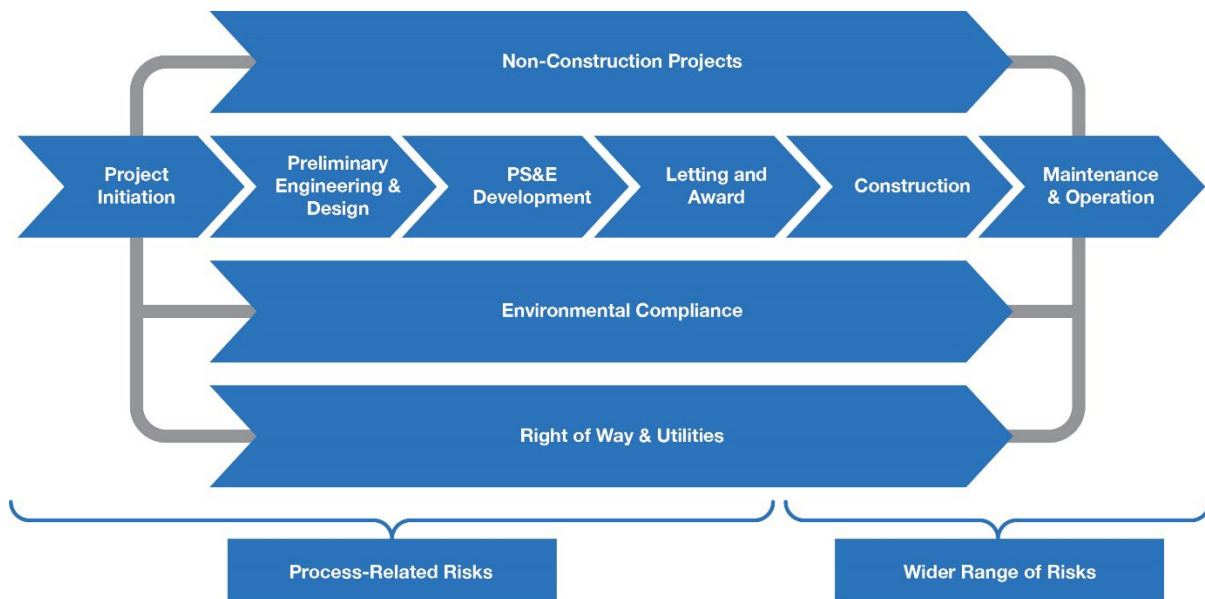 Non-Construction Projects
Project
Initiation
Preliminary
Engineering &
Design
PS&E
Development
Letting and
Award
Construction
Maintenance
& Operation
Environmental Compliance
Right of Way & Utilities
Process-Related Risks
Wider Range of Risks